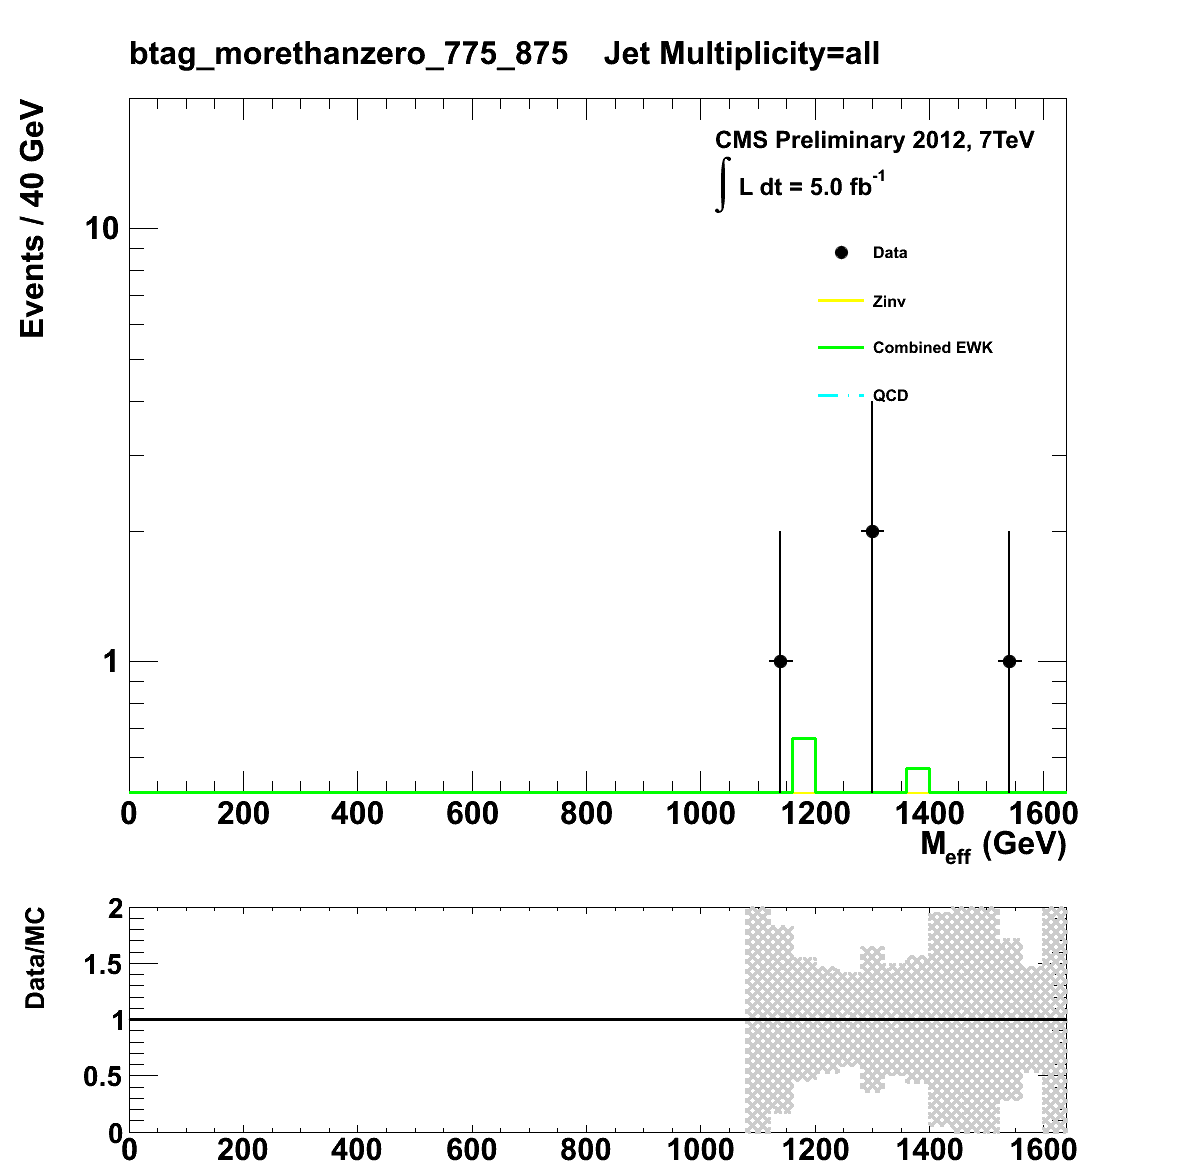 btag_morethanzero_775_875 Jet Multiplicity=all
Events / 40 GeV
CMS Preliminary 2012, 7TeV
∫ L dt = 5.0 fb⁻¹
Data
Zinv
Combined EWK
QCD
10
1
0 200 400 600 800 1000 1200 1400 1600
M_eff (GeV)
Data/MC
2
1.5
1
0.5
0
0 200 400 600 800 1000 1200 1400 1600